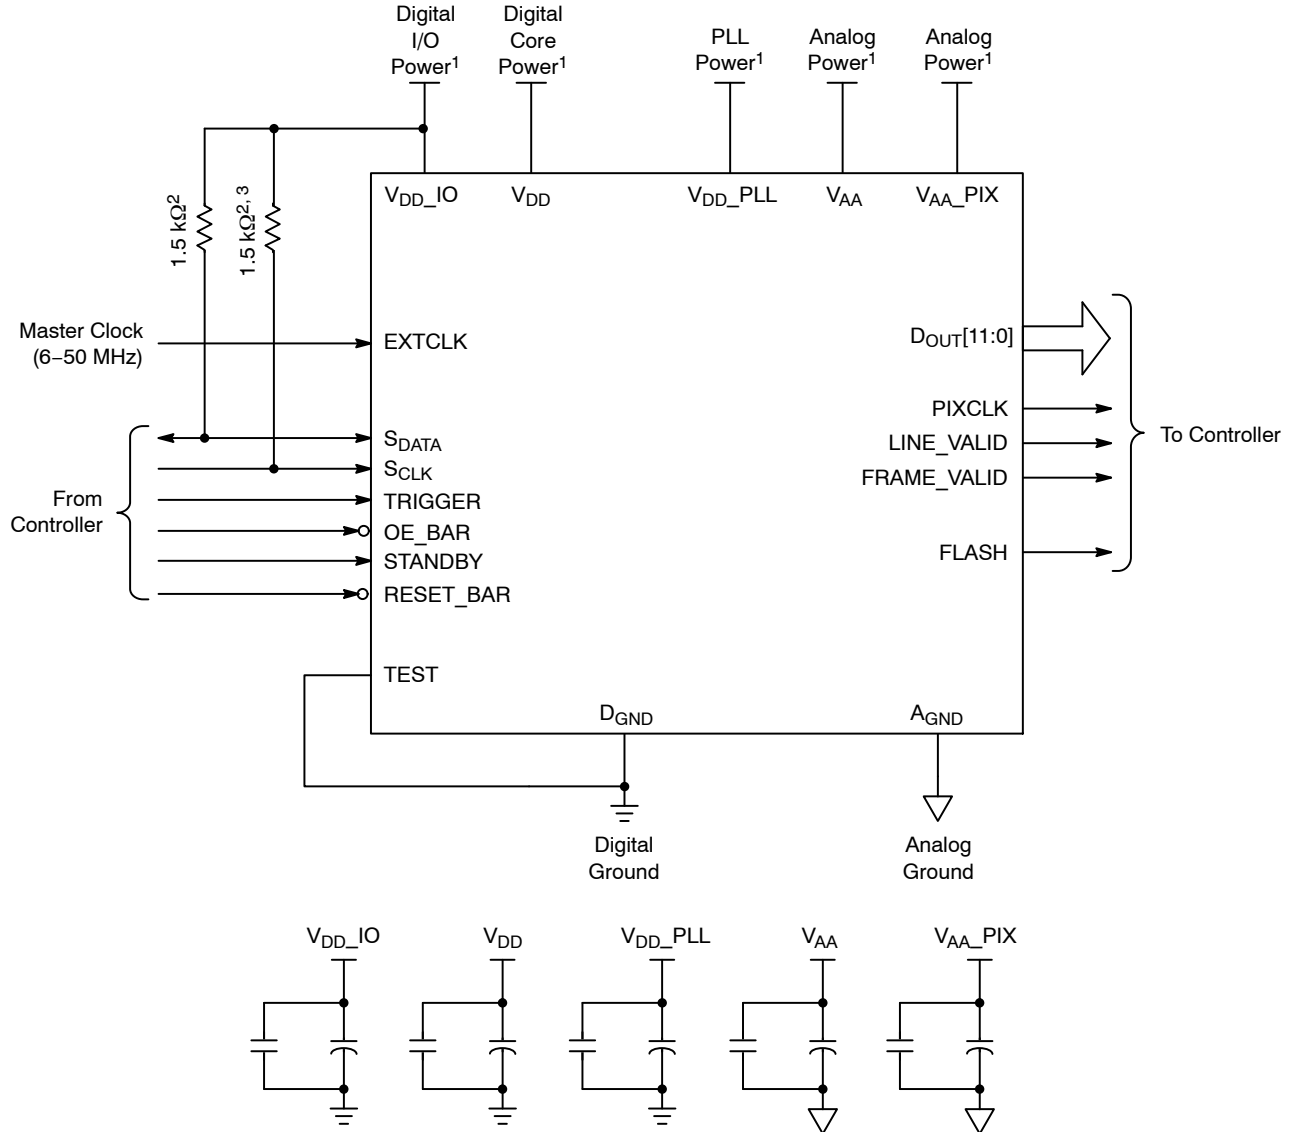 Digital
I/O
Power1
Digital
Core
Power1
PLL
Power1
Analog
Power1
Analog
Power1
1.5 kΩ2
1.5 kΩ2, 3
VDD_IO
VDD
VDD_PLL
VAA
VAA_PIX
Master Clock
(6–50 MHz)
EXTCLK
SDATA
SCLK
TRIGGER
OE_BAR
STANDBY
RESET_BAR
From
Controller
TEST
DOUT[11:0]
PIXCLK
LINE_VALID
FRAME_VALID
FLASH
To Controller
DGND
AGND
Digital
Ground
Analog
Ground
VDD_IO
VDD
VDD_PLL
VAA
VAA_PIX